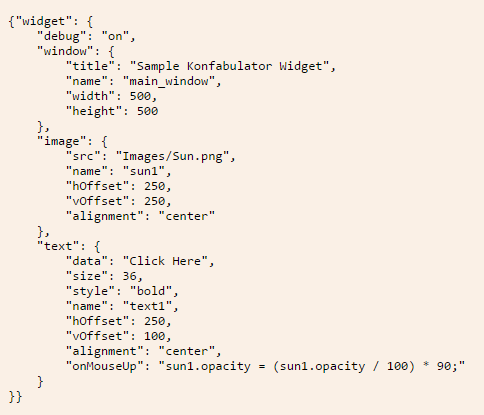 {"widget": {
    "debug": "on",
    "window": {
        "title": "Sample Konfabulator Widget",
        "name": "main_window",
        "width": 500,
        "height": 500
    },
    "image": {
        "src": "Images/Sun.png",
        "name": "sun1",
        "hOffset": 250,
        "vOffset": 250,
        "alignment": "center"
    },
    "text": {
        "data": "Click Here",
        "size": 36,
        "style": "bold",
        "name": "text1",
        "hOffset": 250,
        "vOffset": 100,
        "alignment": "center",
        "onMouseUp": "sun1.opacity = (sun1.opacity / 100) * 90;"
    }
}}